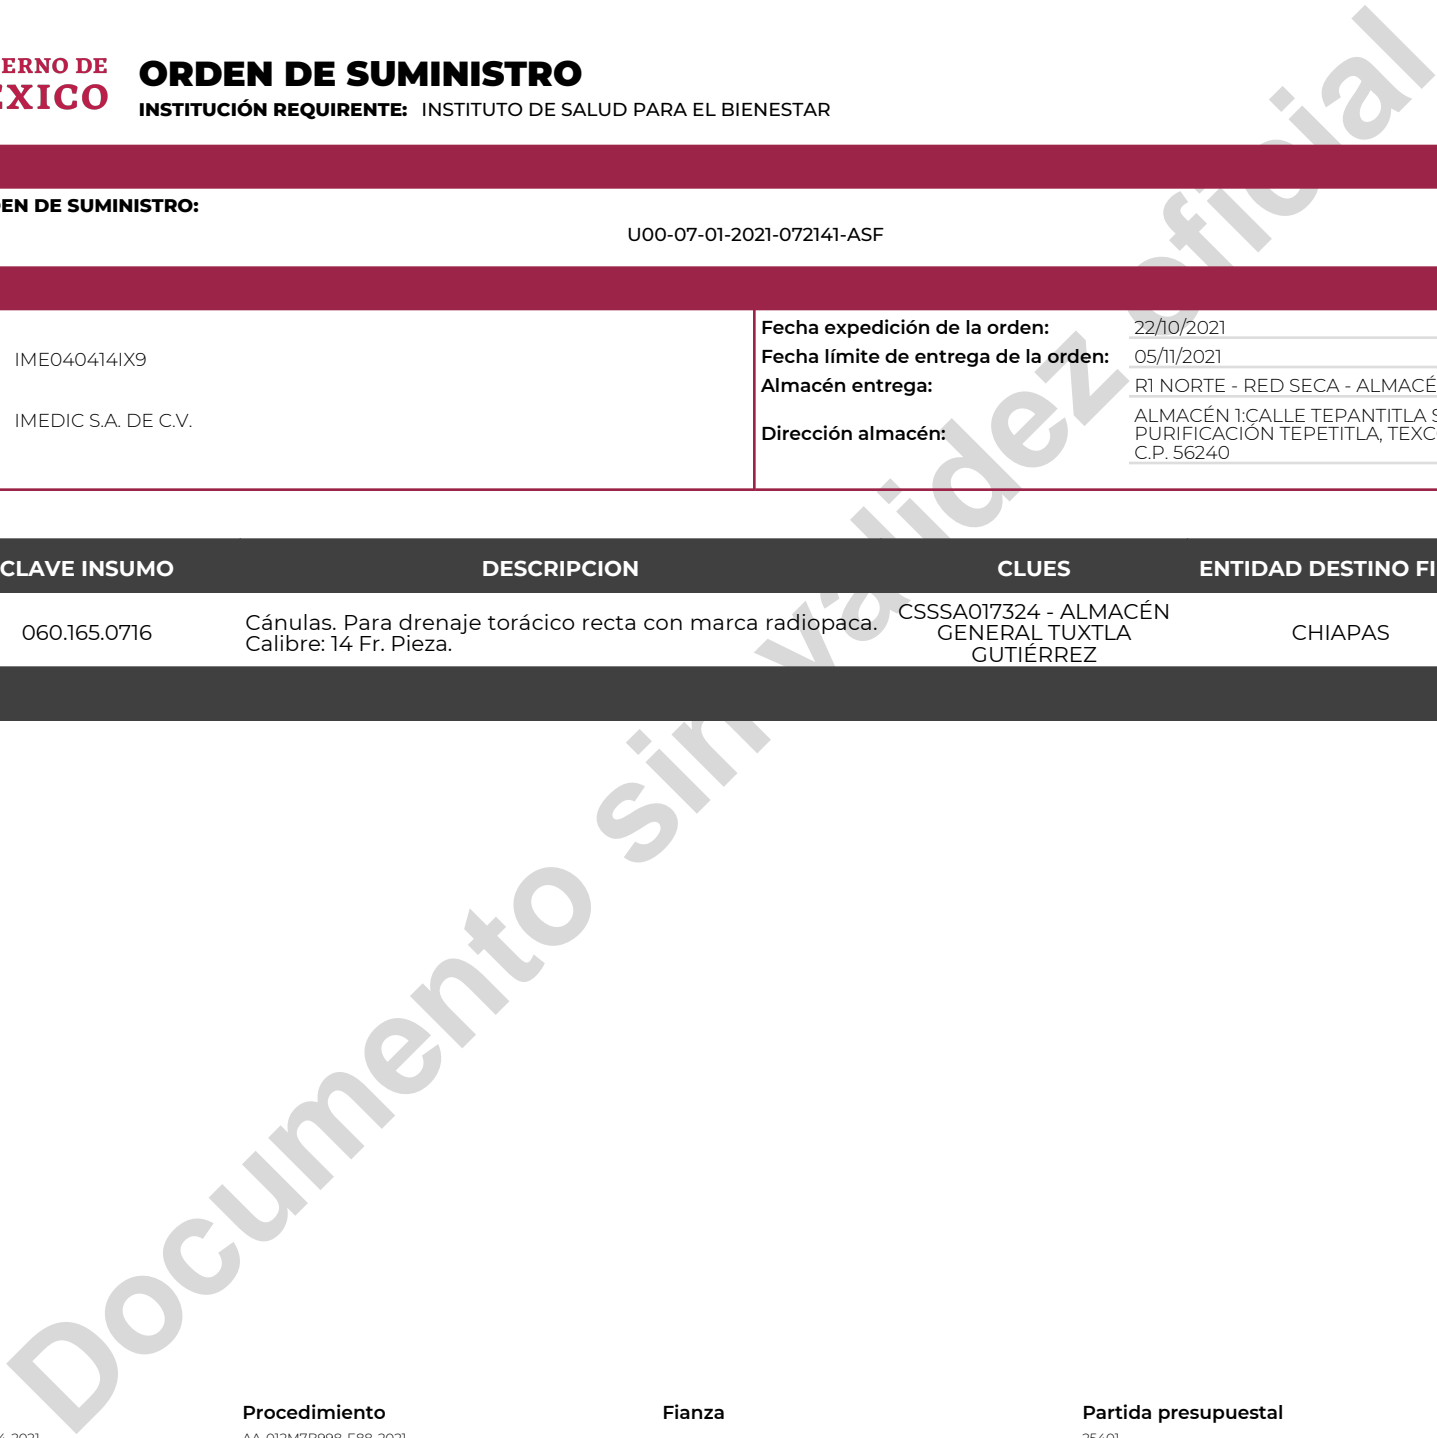 ERNO DE
EXICO
ORDEN DE SUMINISTRO
INSTITUCIÓN REQUIRENTE: INSTITUTO DE SALUD PARA EL BIENESTAR
EN DE SUMINISTRO:
U00-07-01-2021-072141-ASF
IME040414IX9
IMEDIC S.A. DE C.V.
Fecha expedición de la orden: 22/10/2021
Fecha límite de entrega de la orden: 05/11/2021
Almacén entrega: R1 NORTE - RED SECA - ALMACÉ
Dirección almacén:
ALMACÉN 1:CALLE TEPANTITLA S
PURIFICACIÓN TEPETITLA, TEXC
C.P. 56240
CLAVE INSUMO DESCRIPCION CLUES ENTIDAD DESTINO FI
060.165.0716
Cánulas. Para drenaje torácico recta con marca radiopaca.
Calibre: 14 Fr. Pieza.
CSSSA017324 - ALMACÉN
GENERAL TUXTLA
GUTIÉRREZ
CHIAPAS
Documento sin validez oficial
Procedimiento Fianza Partida presupuestal